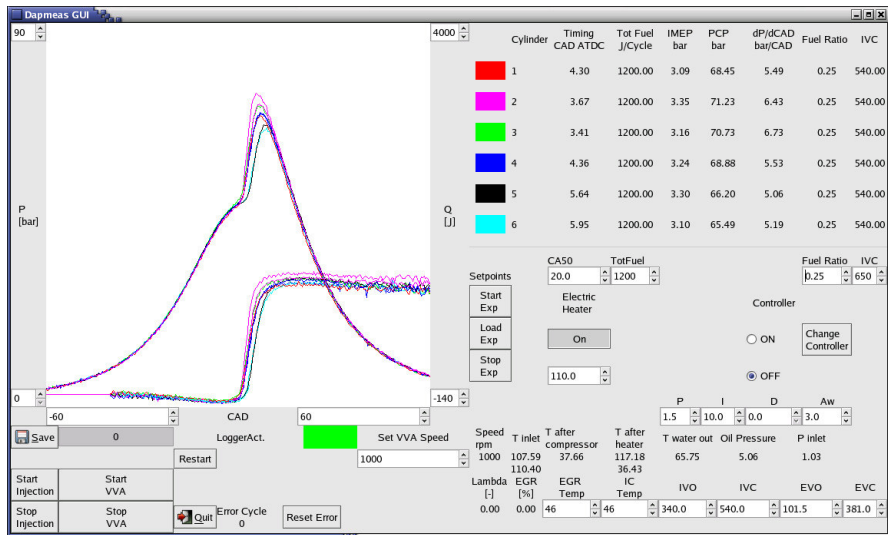 Dapmeas GUI
90
4000
P
[bar]
Q
[J]
0
-140
-60
CAD
60
Cylinder Timing CAD ATDC Tot Fuel J/Cycle IMEP bar PCP bar dP/dCAD bar/CAD Fuel Ratio IVC
1 4.30 1200.00 3.09 68.45 5.49 0.25 540.00
2 3.67 1200.00 3.35 71.23 6.43 0.25 540.00
3 3.41 1200.00 3.16 70.73 6.73 0.25 540.00
4 4.36 1200.00 3.24 68.88 5.53 0.25 540.00
5 5.64 1200.00 3.30 66.20 5.06 0.25 540.00
6 5.95 1200.00 3.10 65.49 5.19 0.25 540.00
CA50 TotFuel Fuel Ratio IVC
Setpoints 20.0 1200 0.25 650
Start Exp
Electric Heater
Controller
Load Exp
On
ON
Change Controller
Stop Exp
110.0
OFF
P I D Aw
1.5 10.0 0.0 3.0
Save
0
LoggerAct.
Set VVA Speed
Restart
1000
Start Injection
Start VVA
Stop Injection
Stop VVA
Quit
Error Cycle
0
Reset Error
Speed rpm T inlet T after compressor T after heater T water out Oil Pressure P inlet
1000 107.59 37.66 117.18 65.75 5.06 1.03
110.40 36.43
Lambda [-] EGR [%] EGR Temp IC Temp IVO IVC EVO EVC
0.00 0.00 46 46 340.0 540.0 101.5 381.0